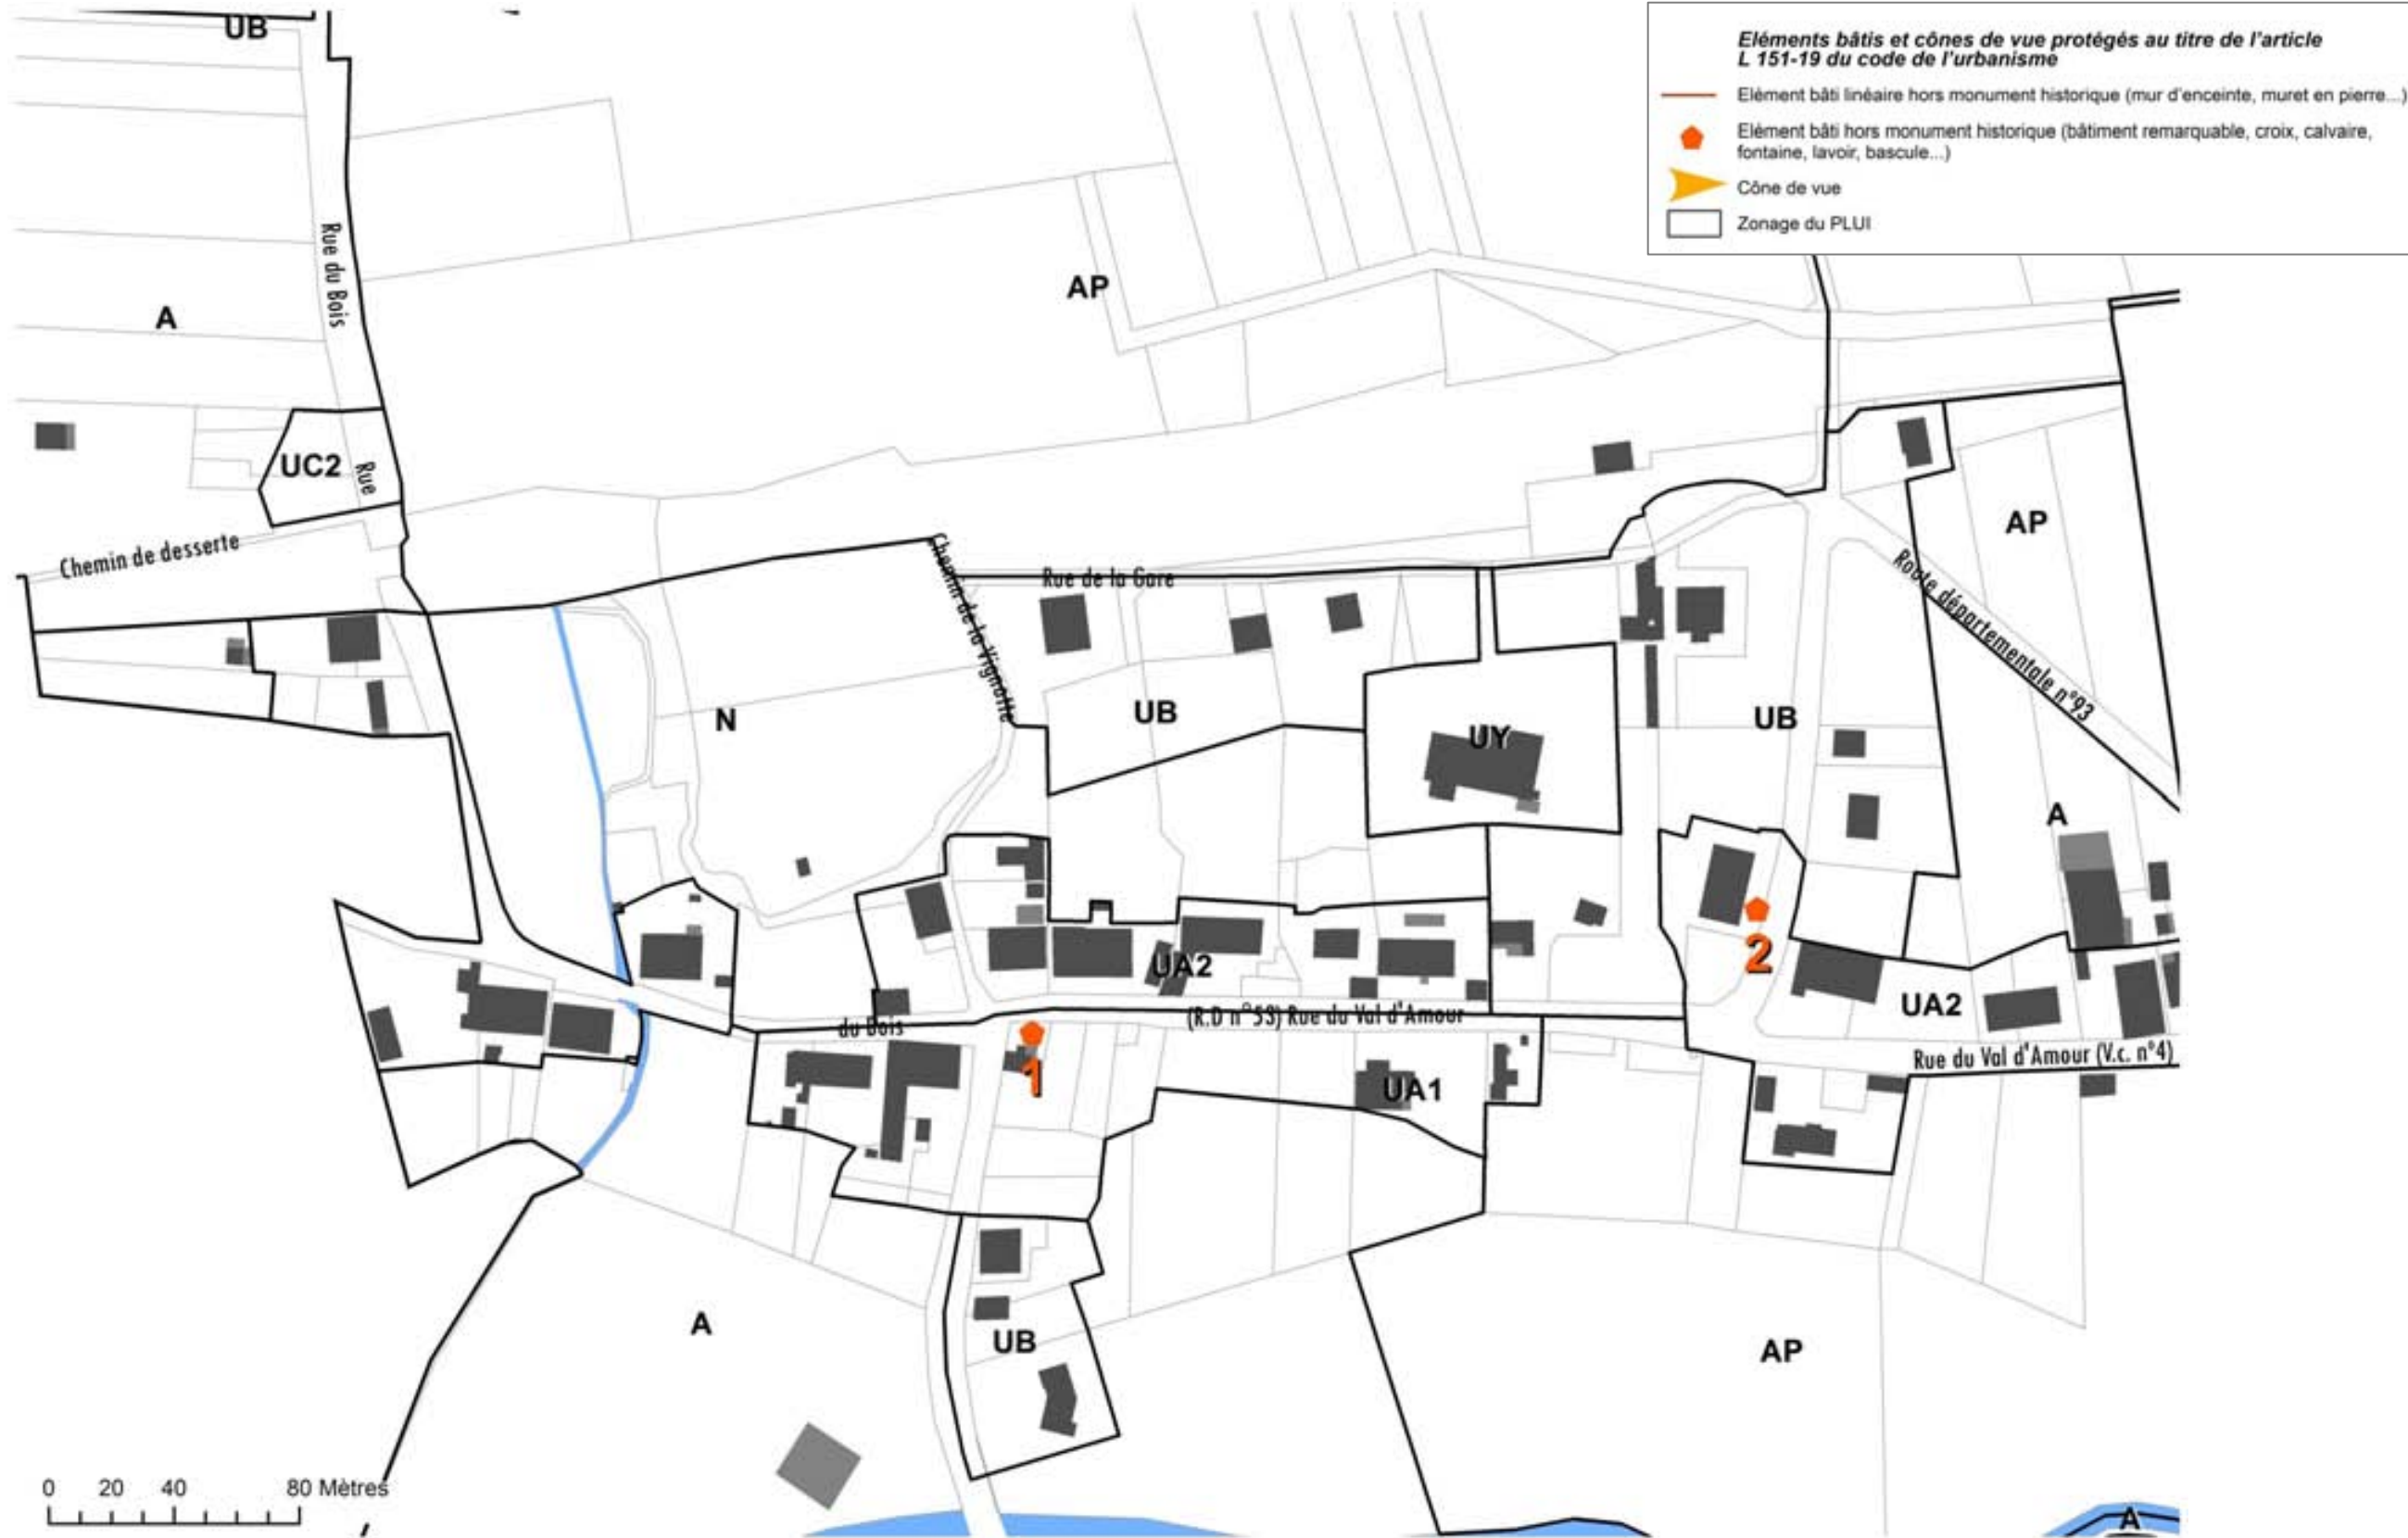 UB
Eléments bâtis et cônes de vue protégés au titre de l'article
L 151-19 du code de l'urbanisme
Elément bâti linéaire hors monument historique (mur d'enceinte, muret en pierre...)
Elément bâti hors monument historique (bâtiment remarquable, croix, calvaire,
fontaine, lavoir, bascule...)
Cône de vue
Zonage du PLUI
Rue du Bois
A
AP
UC2
Rue
Chemin de desserte
Chemin de la Vignotte
Rue de la Gare
AP
Route départementale n°93
N
UB
UY
UB
A
2
UA2
UA2
du Bois
(R.D n°53) Rue du Val d'Amour
Rue du Val d'Amour (V.c. n°4)
1
UA1
A
UB
AP
0 20 40 80 Mètres
A